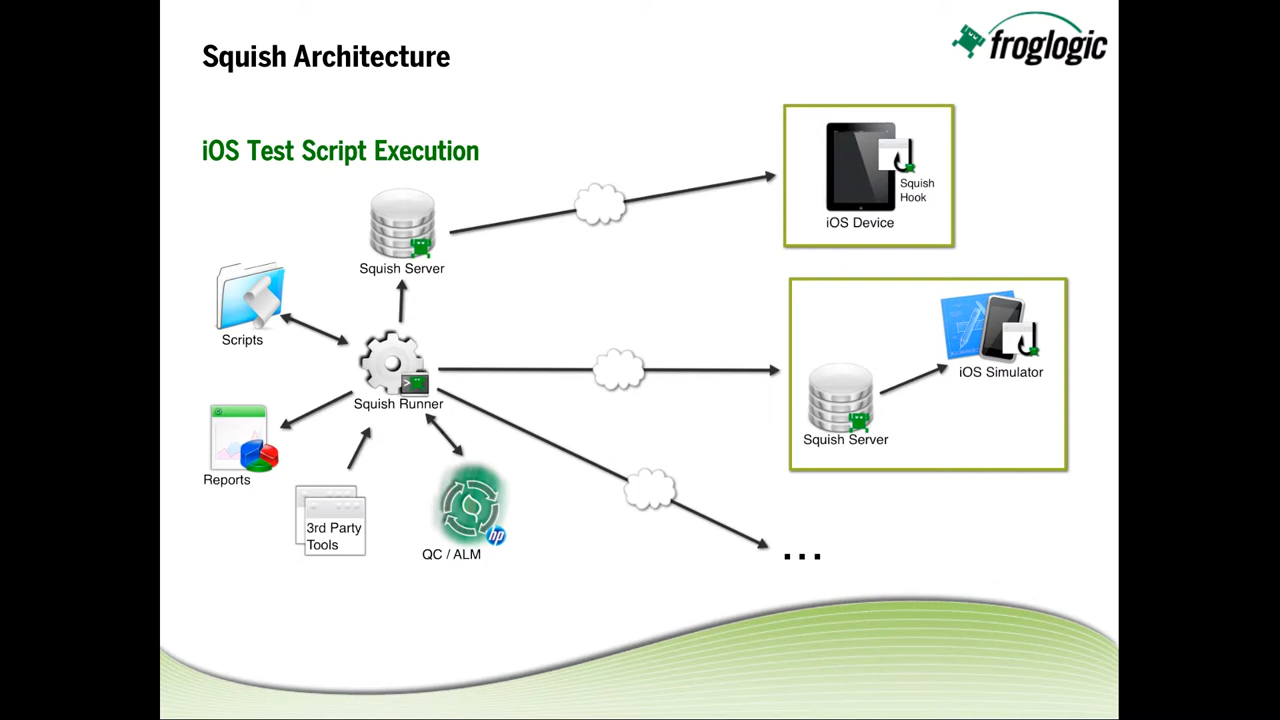 Squish Architecture
froglogic
iOS Test Script Execution
Squish
Hook
iOS Device
Squish Server
Scripts
iOS Simulator
Squish Runner
Squish Server
Reports
3rd Party
Tools
hp
QC / ALM
...